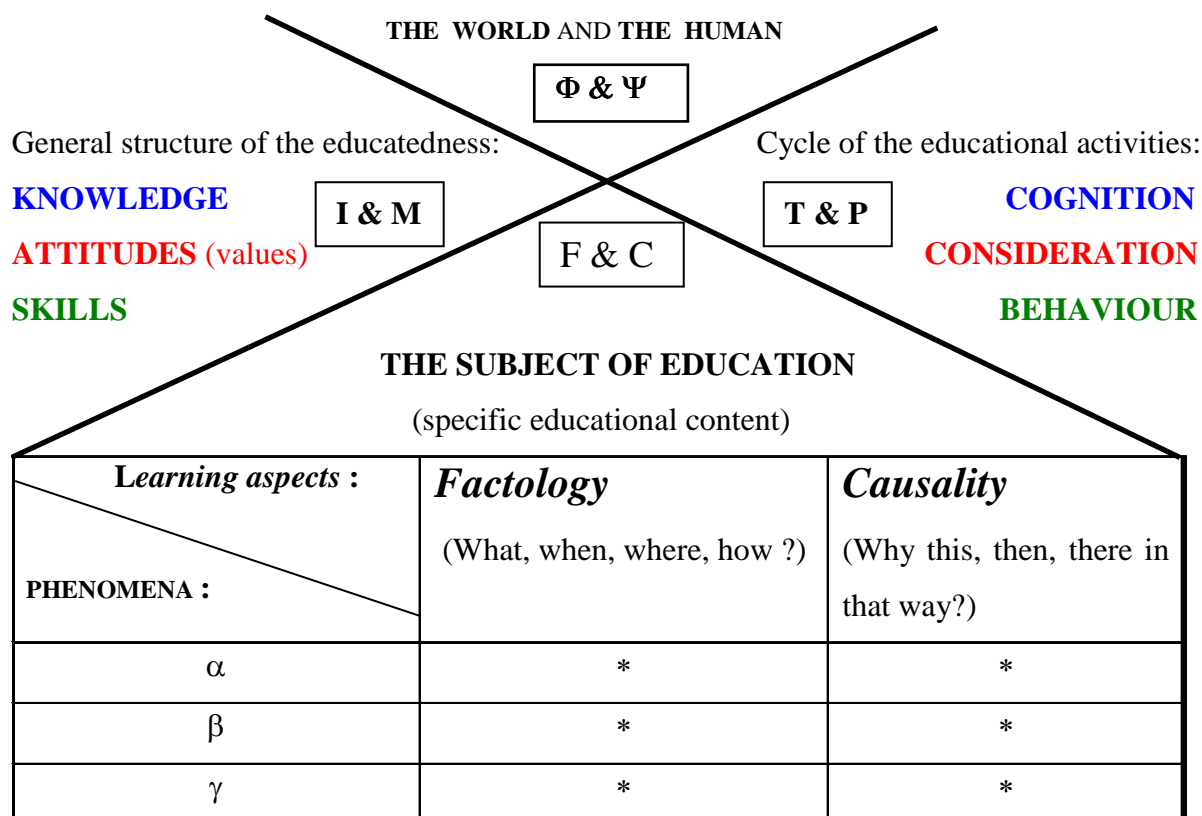 THE WORLD AND THE HUMAN
Φ & Ψ
General structure of the educatedness:
KNOWLEDGE
ATTITUDES (values)
SKILLS
I & M
F & C
T & P
Cycle of the educational activities:
COGNITION
CONSIDERATION
BEHAVIOUR
THE SUBJECT OF EDUCATION
(specific educational content)
Learning aspects :
PHENOMENA :
Factology
(What, when, where, how ?)
Causality
(Why this, then, there in
that way?)
α * *
β * *
γ * *